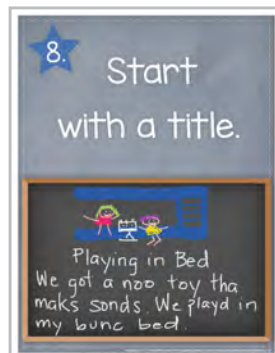 8.
Start
with a title.
Playing in Bed
We got a noo toy tha
maks sonds. We playd in
my bunc bed.